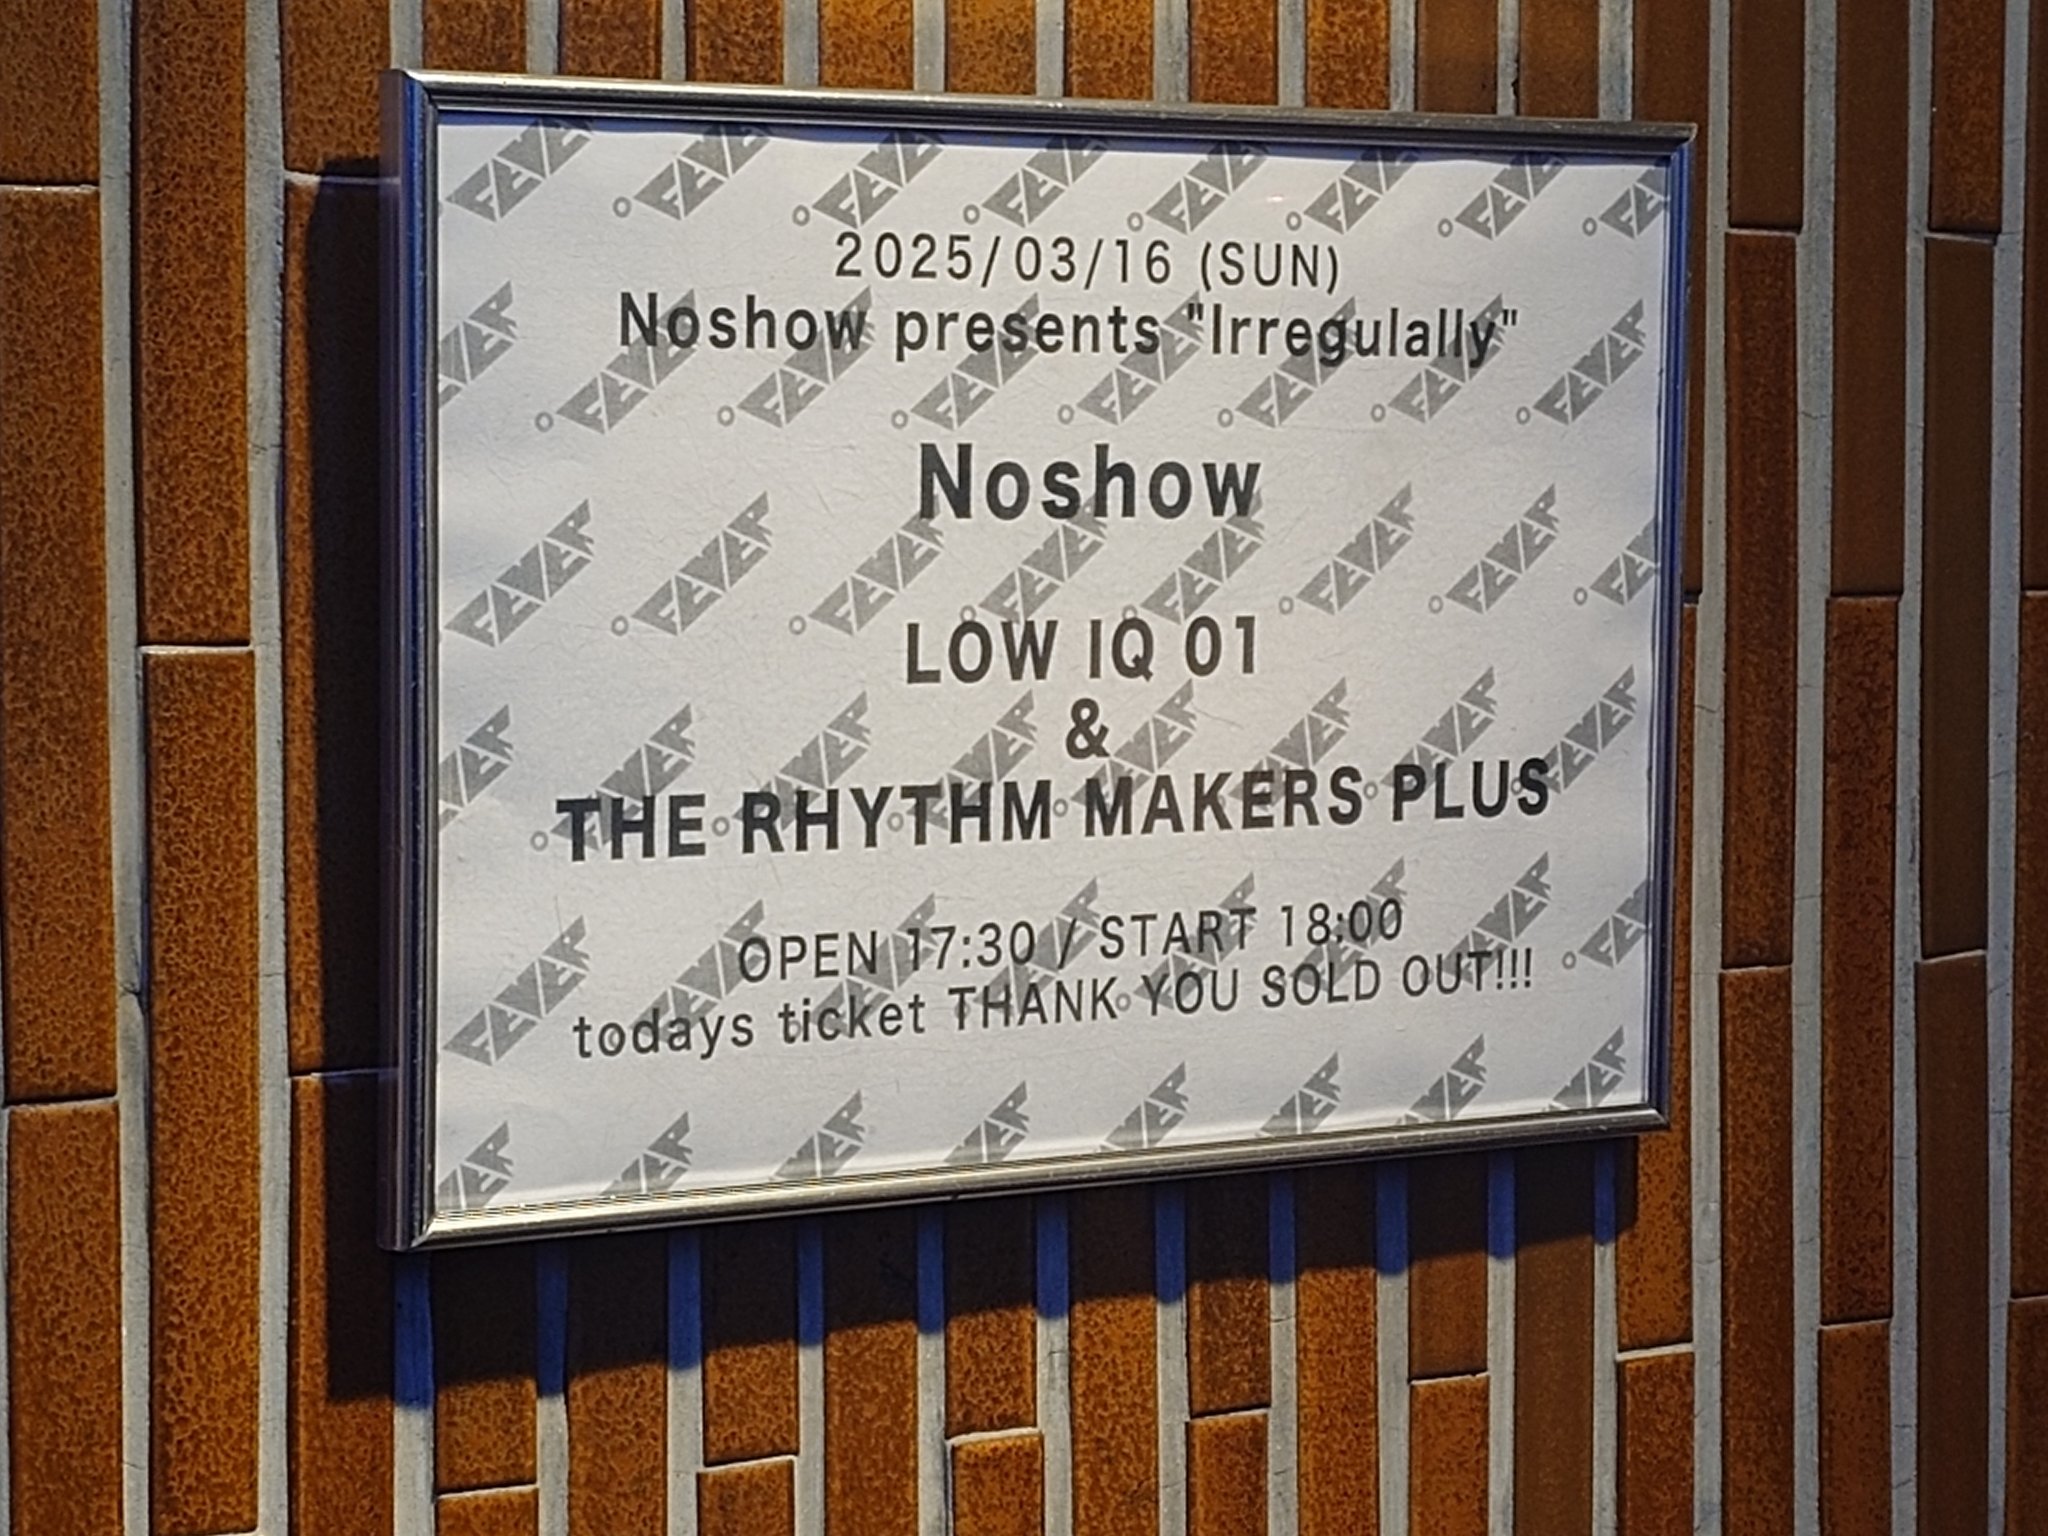 2025/03/16 (SUN)
Noshow presents "Irregulally"
Noshow
LOW IQ 01
&
THE RHYTHM MAKERS PLUS
OPEN 17:30 / START 18:00
todays ticket THANK YOU SOLD OUT!!!
FEVER